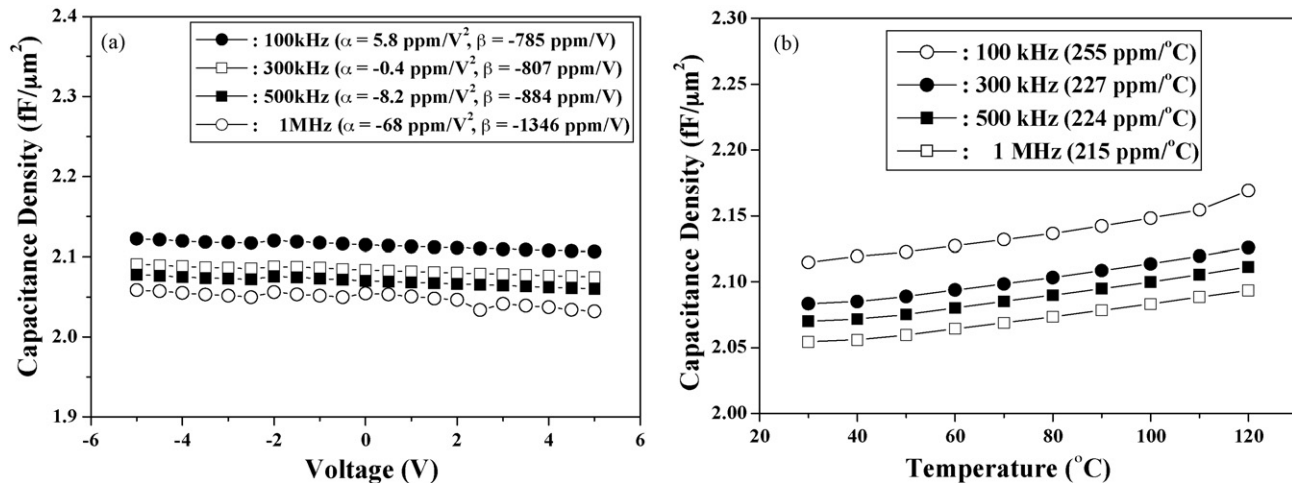 (a)
: 100kHz (α = 5.8 ppm/V², β = -785 ppm/V)
: 300kHz (α = -0.4 ppm/V², β = -807 ppm/V)
: 500kHz (α = -8.2 ppm/V², β = -884 ppm/V)
: 1MHz (α = -68 ppm/V², β = -1346 ppm/V)
Capacitance Density (fF/μm²)
2.4
2.3
2.2
2.1
2.0
1.9
-6 -4 -2 0 2 4 6
Voltage (V)
(b)
: 100 kHz (255 ppm/°C)
: 300 kHz (227 ppm/°C)
: 500 kHz (224 ppm/°C)
: 1 MHz (215 ppm/°C)
Capacitance Density (fF/μm²)
2.30
2.25
2.20
2.15
2.10
2.05
2.00
20 40 60 80 100 120
Temperature (°C)